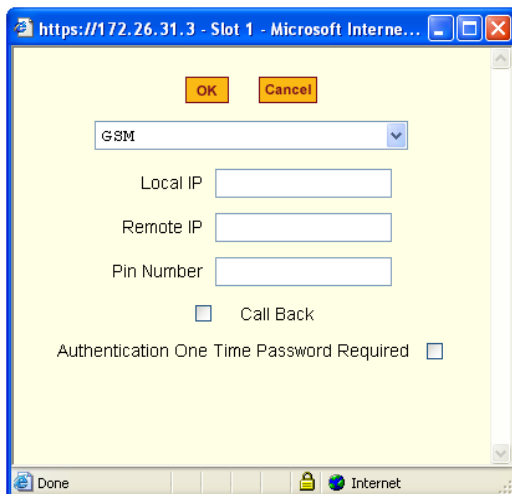 https://172.26.31.3 - Slot 1 - Microsoft Interne...
OK Cancel
GSM
Local IP
Remote IP
Pin Number
Call Back
Authentication One Time Password Required
Done Internet